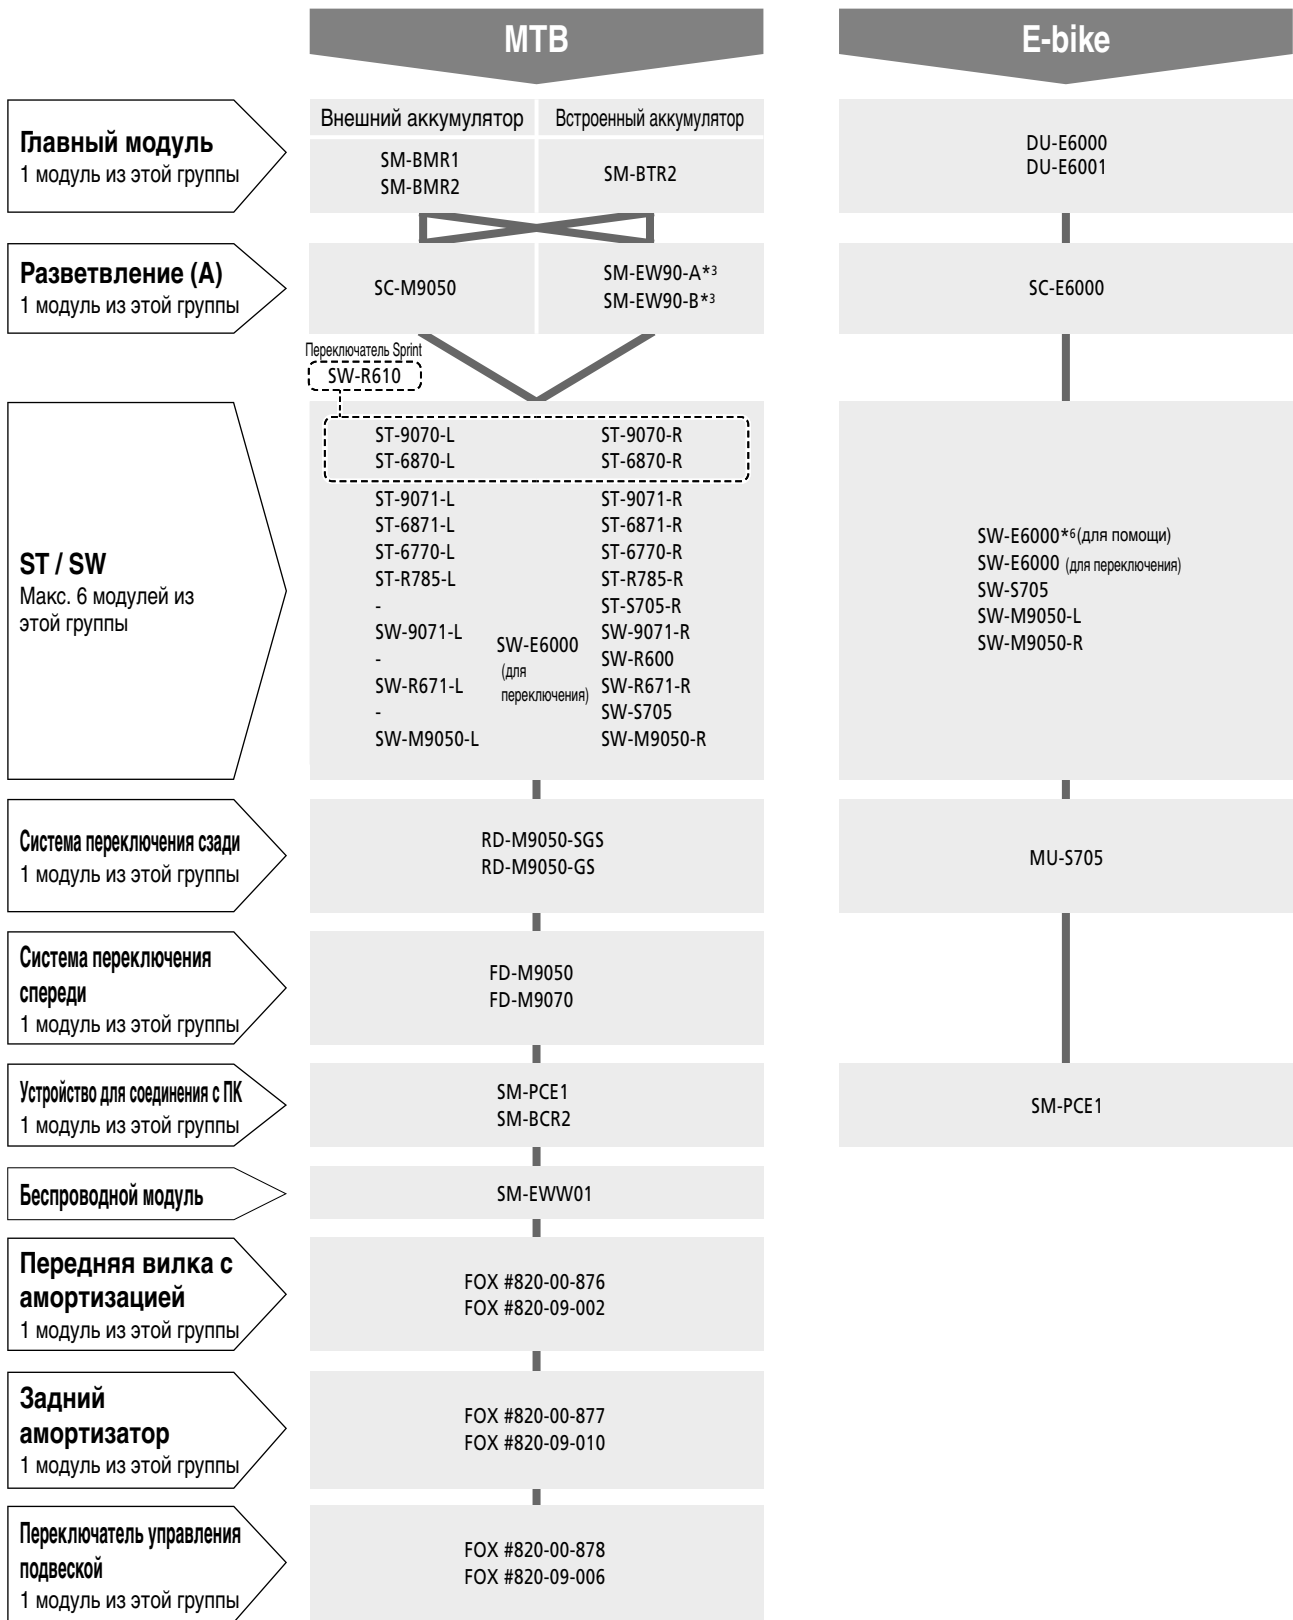 MTB
E-bike
Главный модуль
1 модуль из этой группы
Внешний аккумулятор
Встроенный аккумулятор
SM-BMR1
SM-BMR2
SM-BTR2
DU-E6000
DU-E6001
Разветвление (A)
1 модуль из этой группы
SC-M9050
SM-EW90-A*3
SM-EW90-B*3
SC-E6000
Переключатель Sprint
SW-R610
ST / SW
Макс. 6 модулей из
этой группы
ST-9070-L
ST-6870-L
ST-9071-L
ST-6871-L
ST-6770-L
ST-R785-L
-
SW-9071-L
-
SW-R671-L
-
SW-M9050-L
SW-E6000
(для
переключения)
ST-9070-R
ST-6870-R
ST-9071-R
ST-6871-R
ST-6770-R
ST-R785-R
ST-S705-R
SW-9071-R
SW-R600
SW-R671-R
SW-S705
SW-M9050-R
SW-E6000*6(для помощи)
SW-E6000 (для переключения)
SW-S705
SW-M9050-L
SW-M9050-R
Система переключения сзади
1 модуль из этой группы
RD-M9050-SGS
RD-M9050-GS
MU-S705
Система переключения
спереди
1 модуль из этой группы
FD-M9050
FD-M9070
Устройство для соединения с ПК
1 модуль из этой группы
SM-PCE1
SM-BCR2
SM-PCE1
Беспроводной модуль
SM-EWW01
Передняя вилка с
амортизацией
1 модуль из этой группы
FOX #820-00-876
FOX #820-09-002
Задний
амортизатор
1 модуль из этой группы
FOX #820-00-877
FOX #820-09-010
Переключатель управления
подвеской
1 модуль из этой группы
FOX #820-00-878
FOX #820-09-006